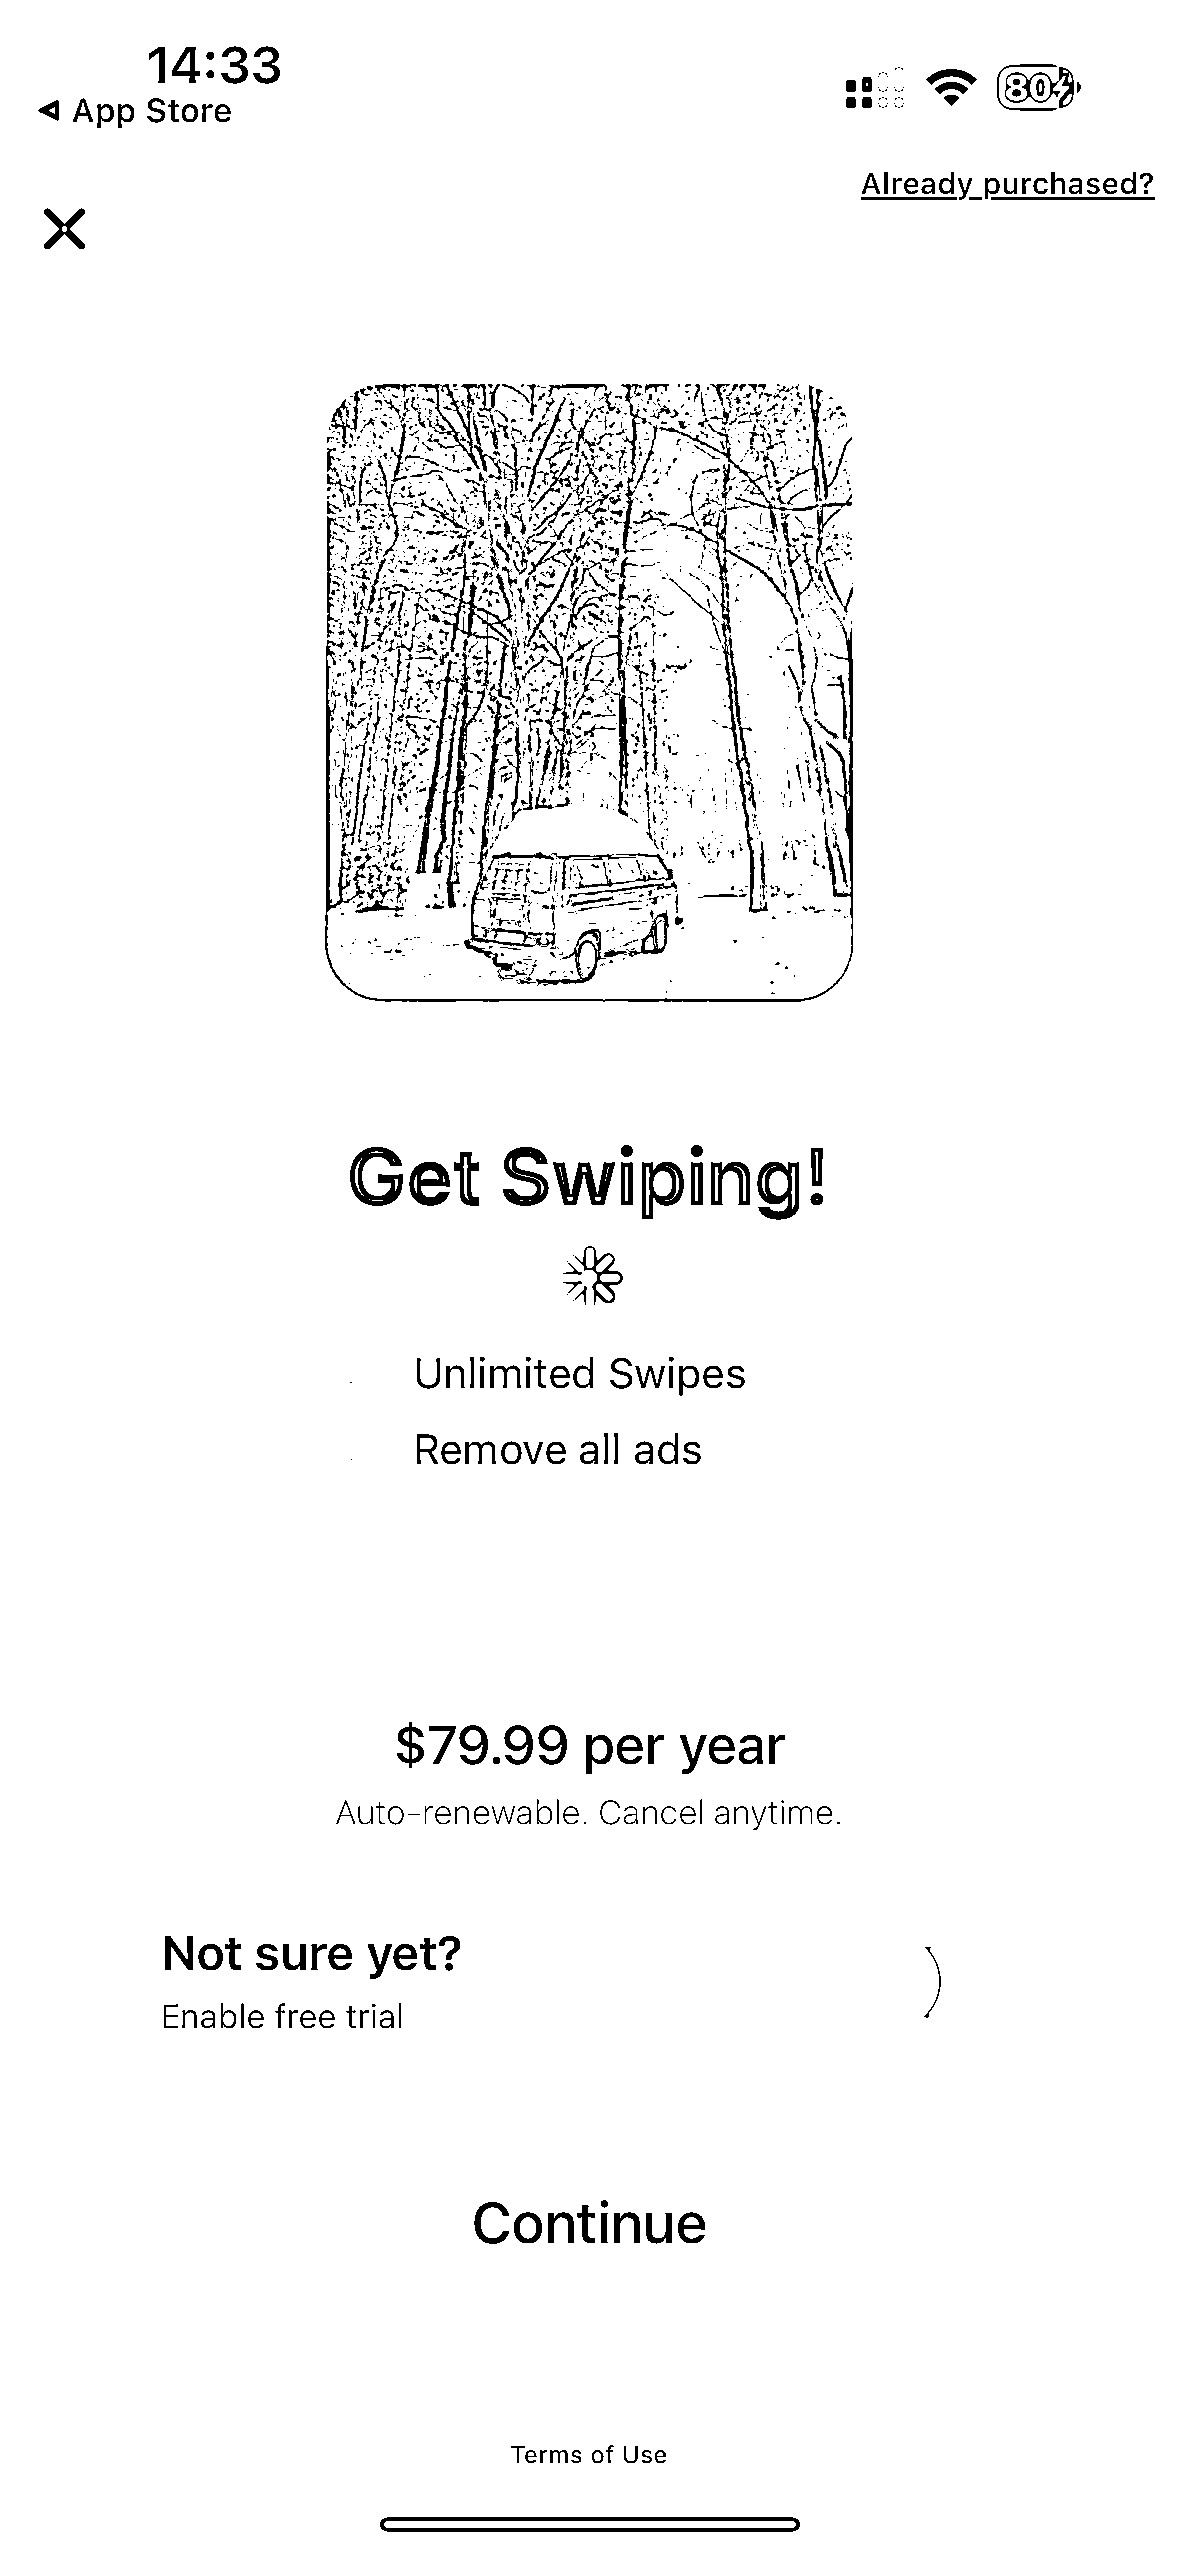 14:33
App Store
80
Already purchased?
Get Swiping!
Unlimited Swipes
Remove all ads
$79.99 per year
Auto-renewable. Cancel anytime.
Not sure yet?
Enable free trial
Continue
Terms of Use